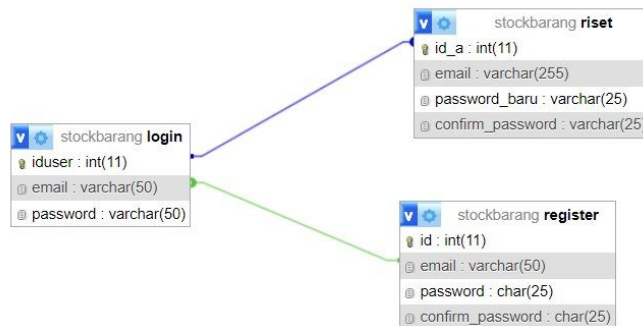 stockbarang riset
id_a : int(11)
email : varchar(255)
password_baru : varchar(25)
confirm_password : varchar(25
stockbarang login
iduser : int(11)
email : varchar(50)
password : varchar(50)
stockbarang register
id : int(11)
email : varchar(50)
password : char(25)
confirm_password : char(25)